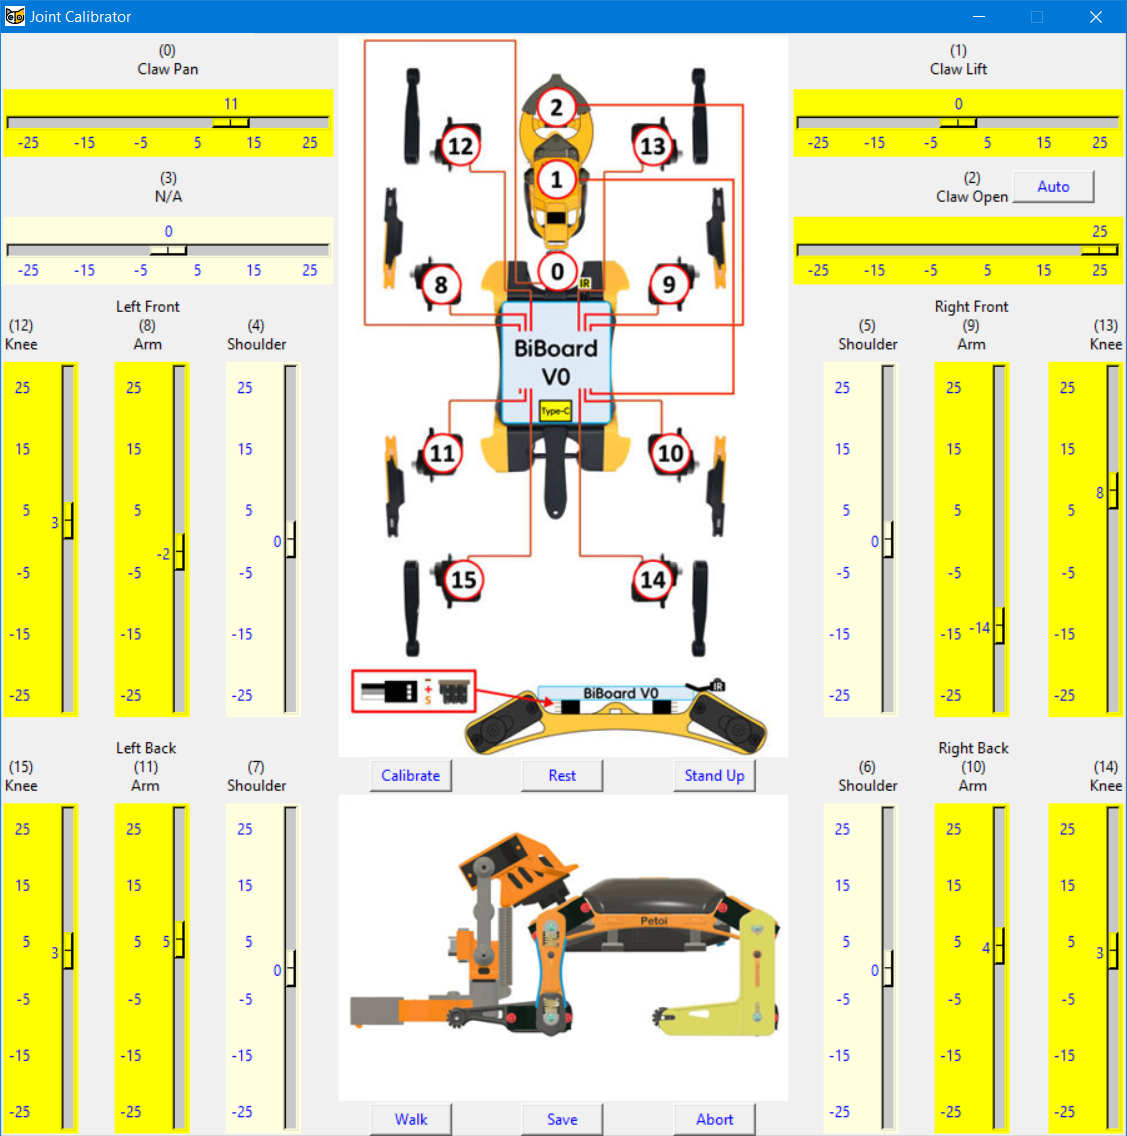 Joint Calibrator
(0)
Claw Pan
11
-25 -15 -5 5 15 25
(3)
N/A
0
-25 -15 -5 5 15 25
(1)
Claw Lift
0
-25 -15 -5 5 15 25
(2)
Claw Open Auto
25
-25 -15 -5 5 15 25
Left Front
(12) (8) (4)
Knee Arm Shoulder
25 25 25
15 15 15
5 5 5
3 -2 0
-5 -5 -5
-15 -15 -15
-25 -25 -25
2
12 13
1
0
IR
8 9
BiBoard
V0
Type-C
11 10
15 14
-
+
S
BiBoard V0 IR
Right Front
(5) (9) (13)
Shoulder Arm Knee
25 25 25
15 15 15
8
5 5 5
0
-5 -5 -5
-15 -15 -14 -15
-25 -25 -25
Calibrate Rest Stand Up
Left Back
(15) (11) (7)
Knee Arm Shoulder
25 25 25
15 15 15
5 5 5 5
3 0
-5 -5 -5
-15 -15 -15
-25 -25 -25
Petoi
Right Back
(6) (10) (14)
Shoulder Arm Knee
25 25 25
15 15 15
5 5 5
0 4 3
-5 -5 -5
-15 -15 -15
-25 -25 -25
Walk Save Abort